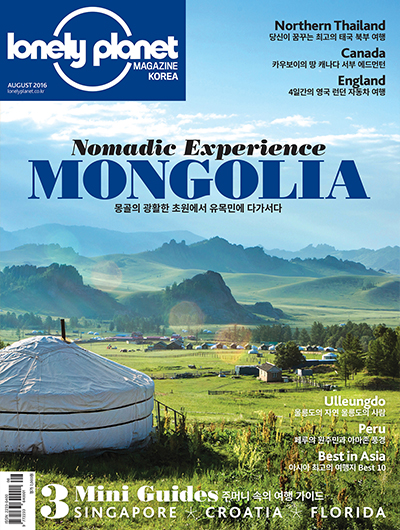 lonely planet
MAGAZINE
KOREA
AUGUST 2016
lonelyplanet.co.kr
Northern Thailand
당신이 꿈꾸는 최고의 태국 북부 여행
Canada
카우보이의 땅 캐나다 서부 에드먼턴
England
4일간의 영국 런던 자동차 여행
Nomadic Experience
MONGOLIA
몽골의 광활한 초원에서 유목민에 다가서다
Ulleungdo
울릉도의 자연 울릉도의 사람
Peru
페루의 원주민과 아마존 풍경
Best in Asia
아시아 최고의 여행지 Best 10
3 Mini Guides 주머니 속의 여행 가이드
SINGAPORE ☆ CROATIA ☆ FLORIDA